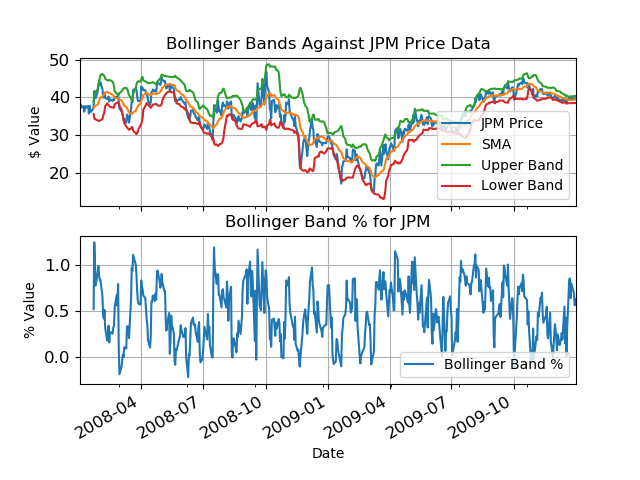 Bollinger Bands Against JPM Price Data
50
40
30
20
$ Value
JPM Price
SMA
Upper Band
Lower Band
Bollinger Band % for JPM
1.0
0.5
0.0
% Value
Bollinger Band %
2008-04
2008-07
2008-10
2009-01
2009-04
2009-07
2009-10
Date